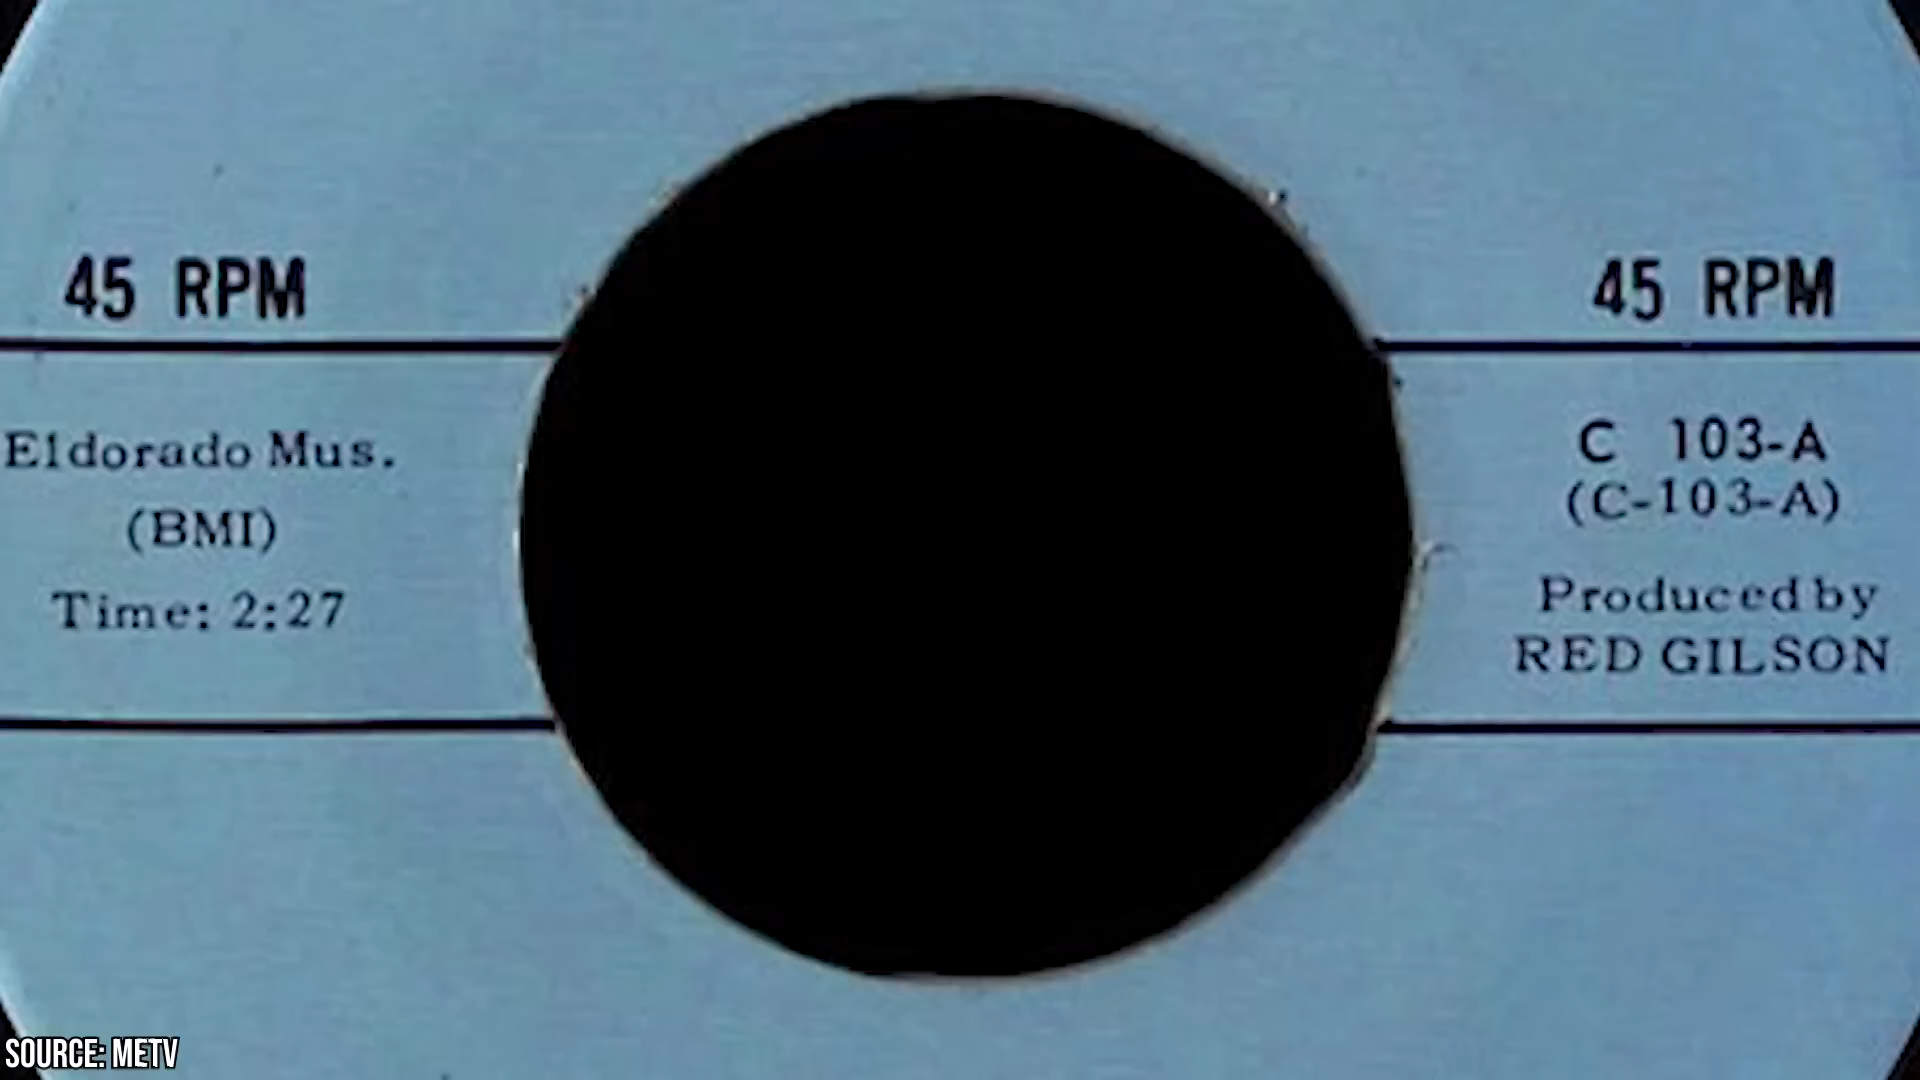 45 RPM
Eldorado Mus.
(BMI)
Time: 2:27
45 RPM
C 103-A
(C-103-A)
Produced by
RED GILSON
SOURCE: METV